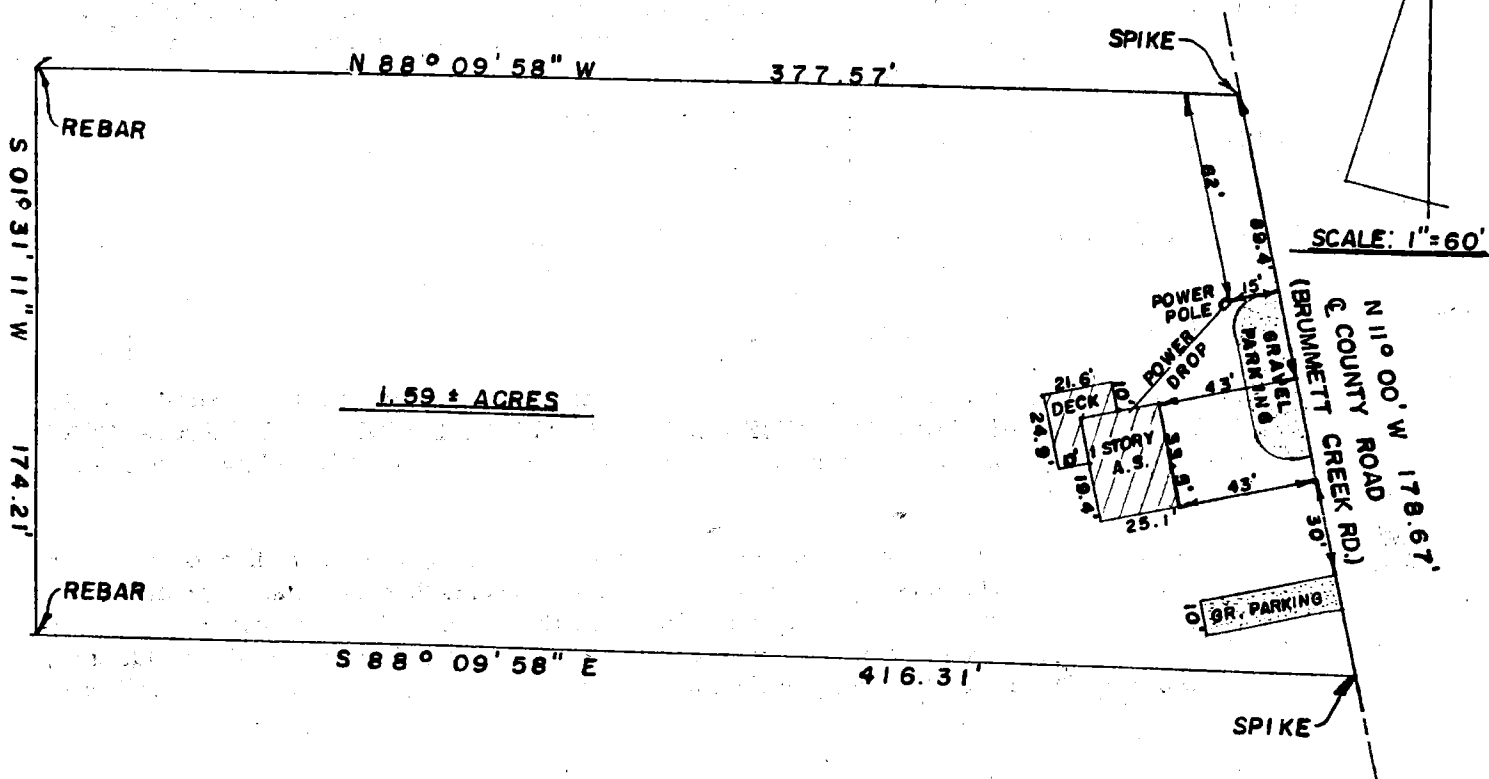 SPIKE
N 88° 09' 58" W 377.57'
REBAR
S 01° 31' 11" W 174.21'
82'
89.4'
SCALE: 1"=60'
15'
POWER
POLE
POWER
DROP
GRAVEL
PARKING
N 11° 00' W 178.67'
℄ COUNTY ROAD
(BRUMMETT CREEK RD.)
1.59 ± ACRES
21.6'
10'
DECK
43'
24.9'
10'
1 STORY
A.S.
19.4'
25.1'
43'
30'
REBAR
10'
GR. PARKING
S 88° 09' 58" E 416.31'
SPIKE